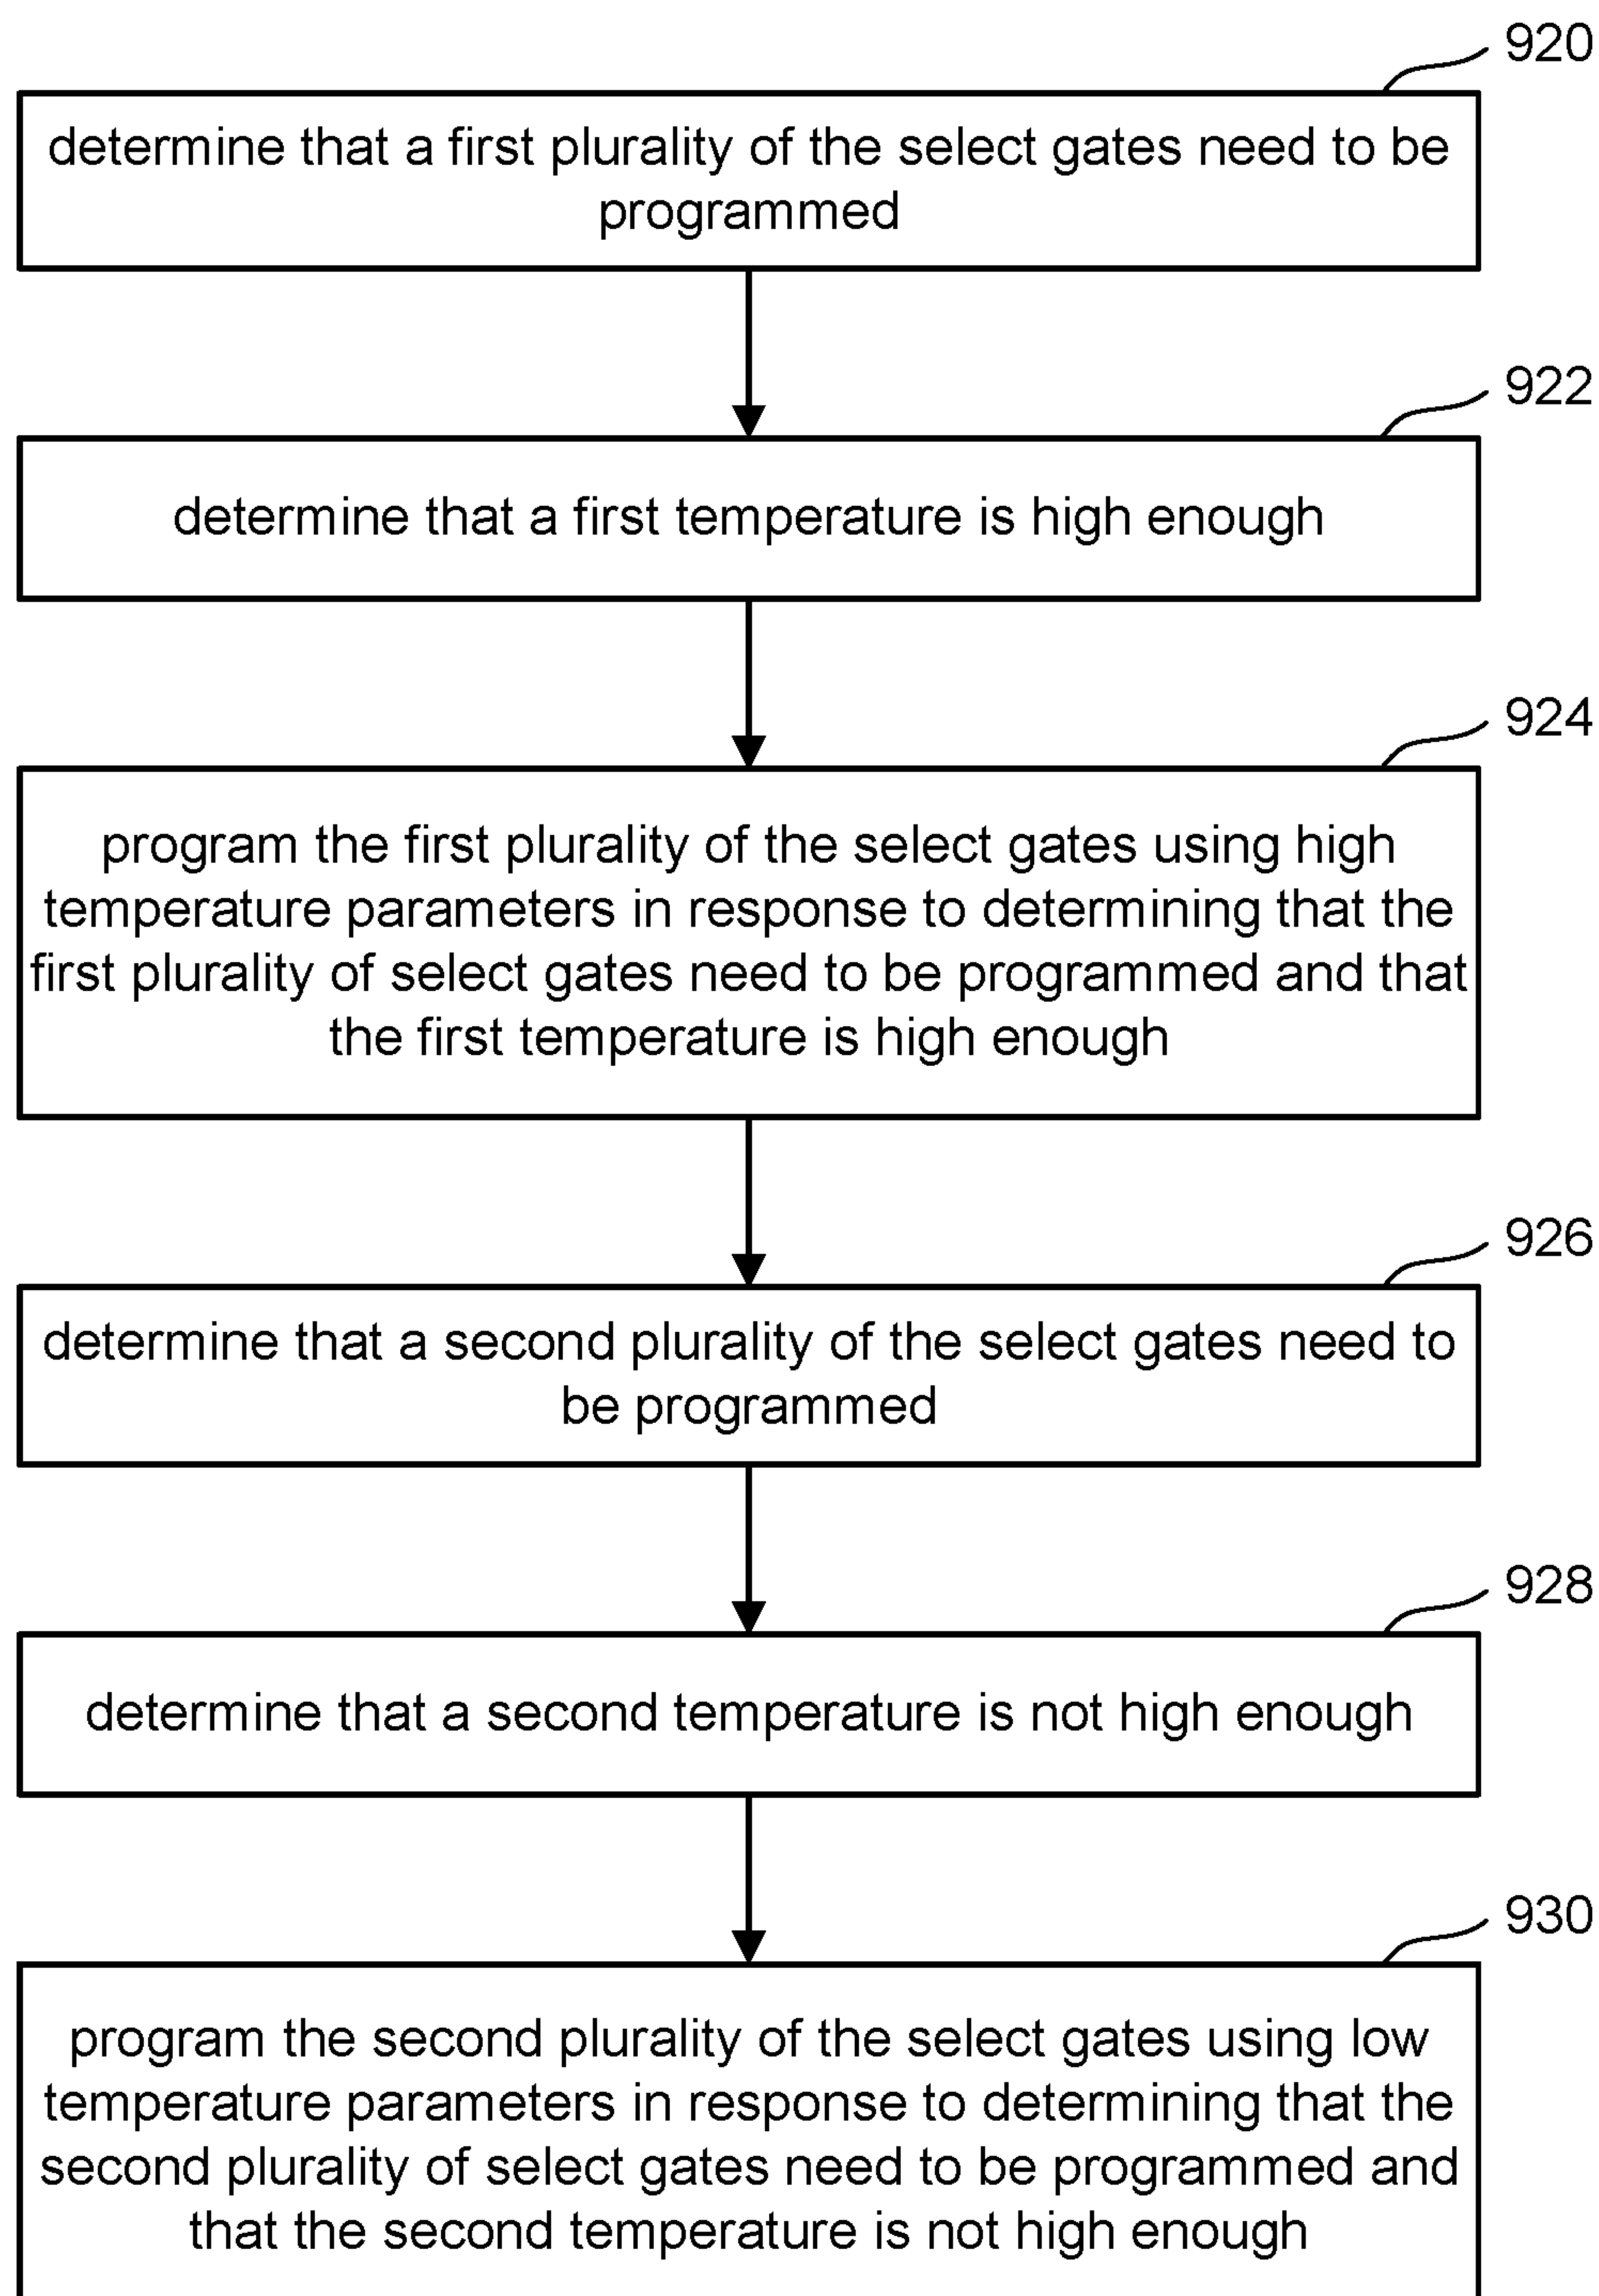 920
determine that a first plurality of the select gates need to be
programmed
922
determine that a first temperature is high enough
924
program the first plurality of the select gates using high
temperature parameters in response to determining that the
first plurality of select gates need to be programmed and that
the first temperature is high enough
926
determine that a second plurality of the select gates need to
be programmed
928
determine that a second temperature is not high enough
930
program the second plurality of the select gates using low
temperature parameters in response to determining that the
second plurality of select gates need to be programmed and
that the second temperature is not high enough